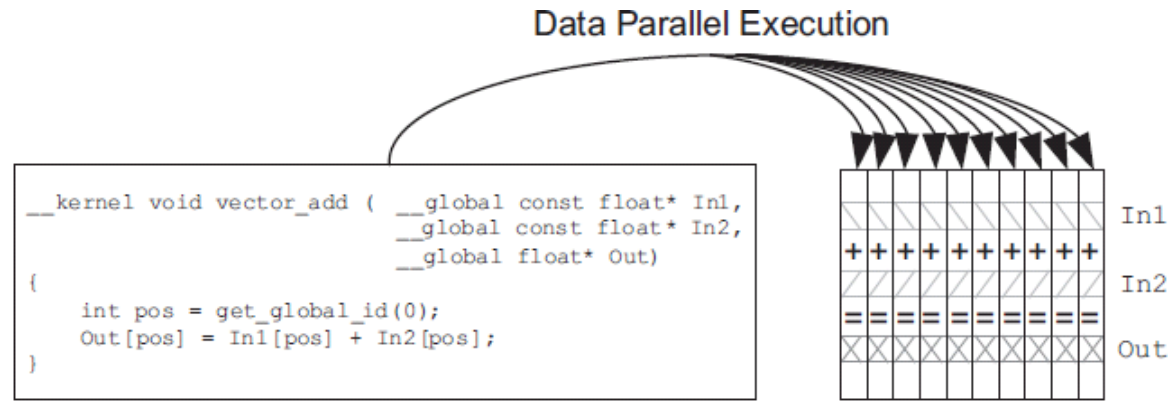 Data Parallel Execution
__kernel void vector_add ( __global const float* In1,
__global const float* In2,
__global float* Out)
{
int pos = get_global_id(0);
Out[pos] = In1[pos] + In2[pos];
}
In1
+ + + + + + + + + +
In2
= = = = = = = = = =
Out